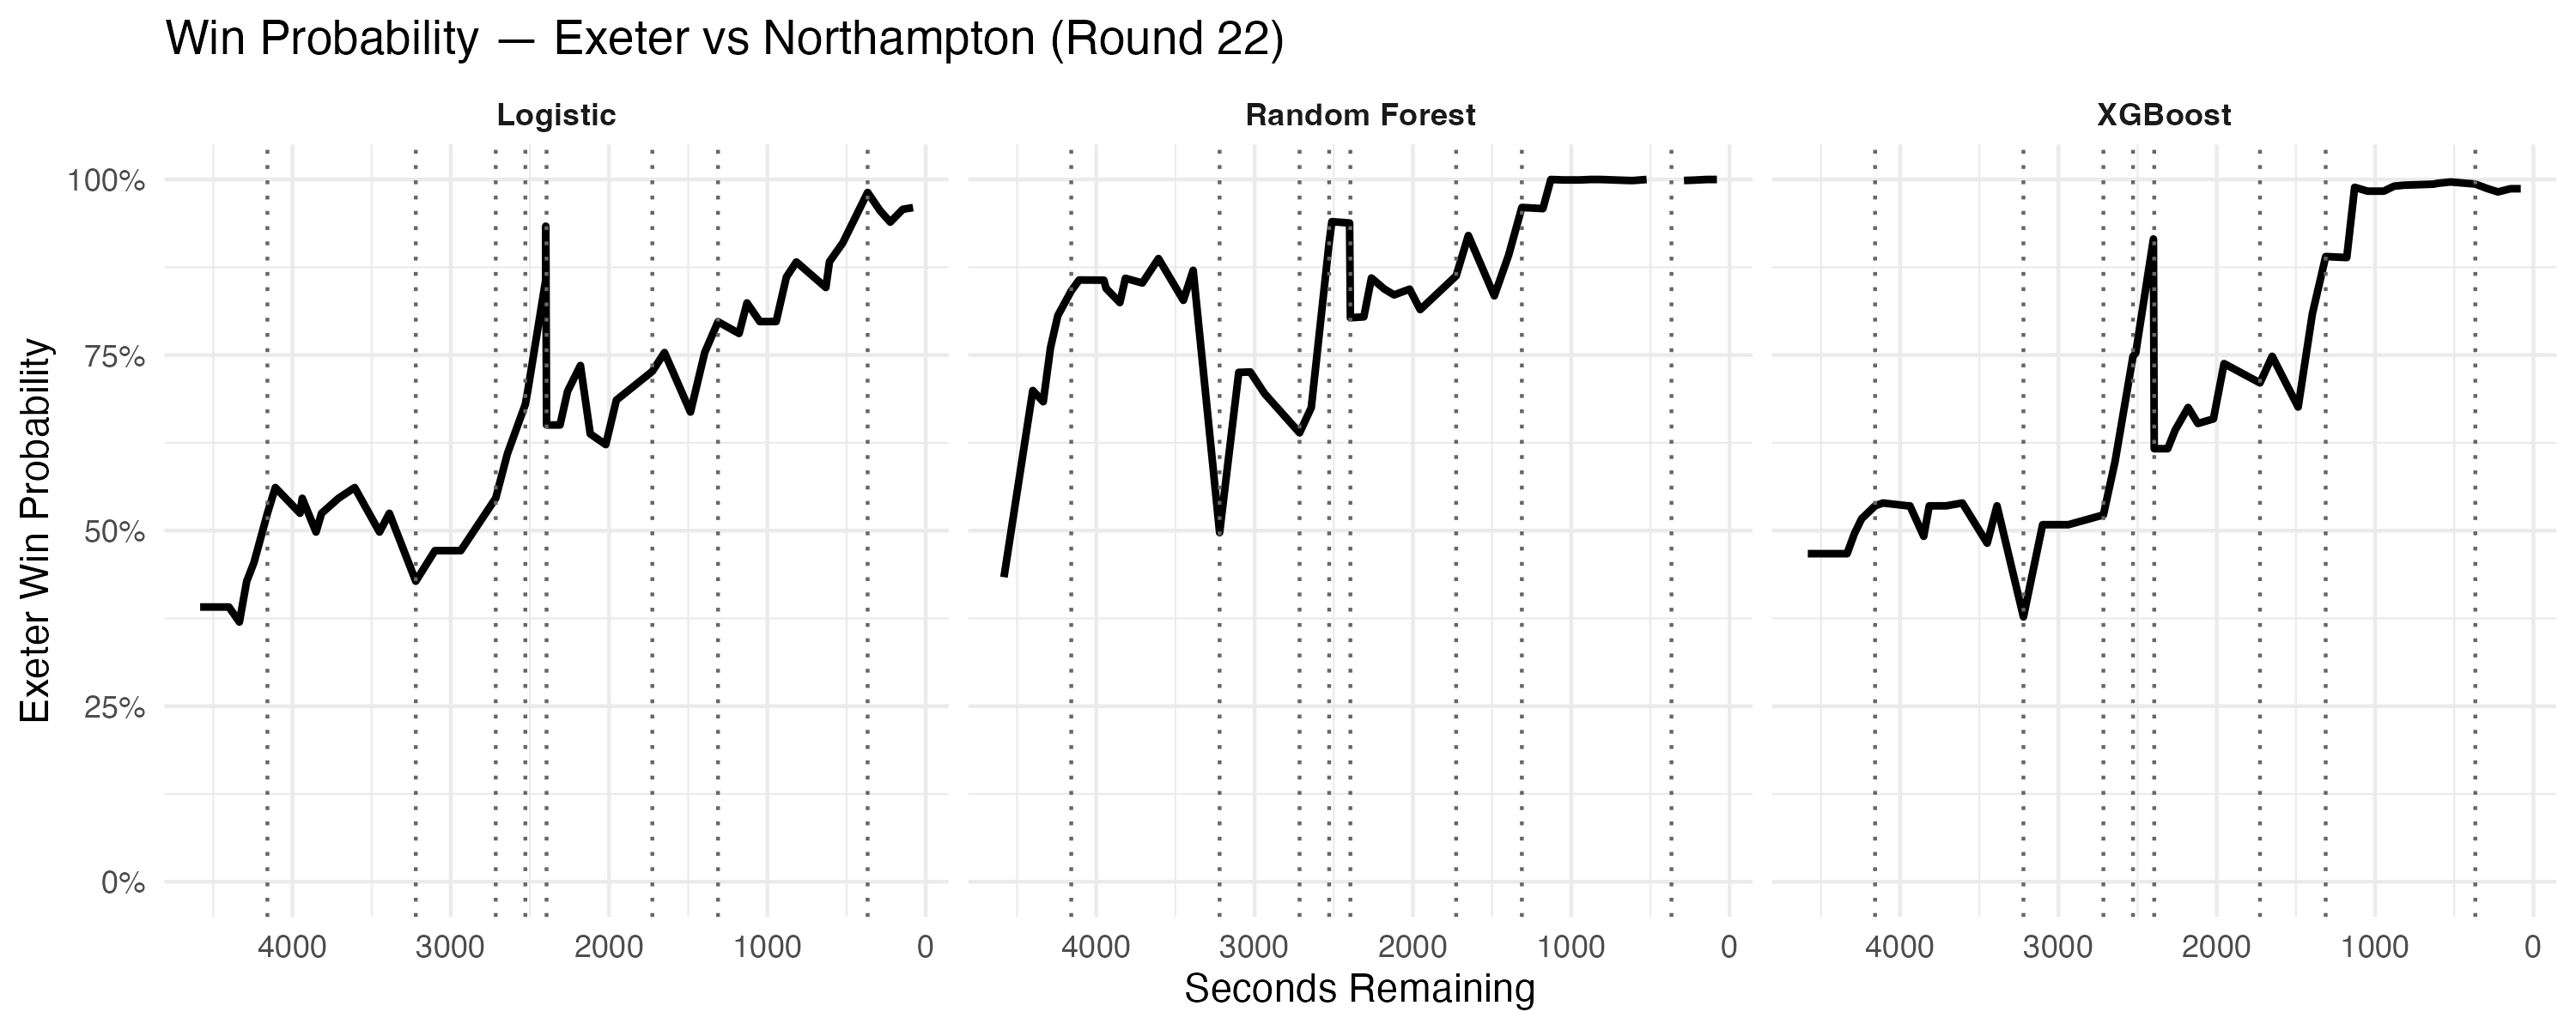 Win Probability — Exeter vs Northampton (Round 22)
Logistic
Random Forest
XGBoost
Exeter Win Probability
100%
75%
50%
25%
0%
4000 3000 2000 1000 0
4000 3000 2000 1000 0
4000 3000 2000 1000 0
Seconds Remaining